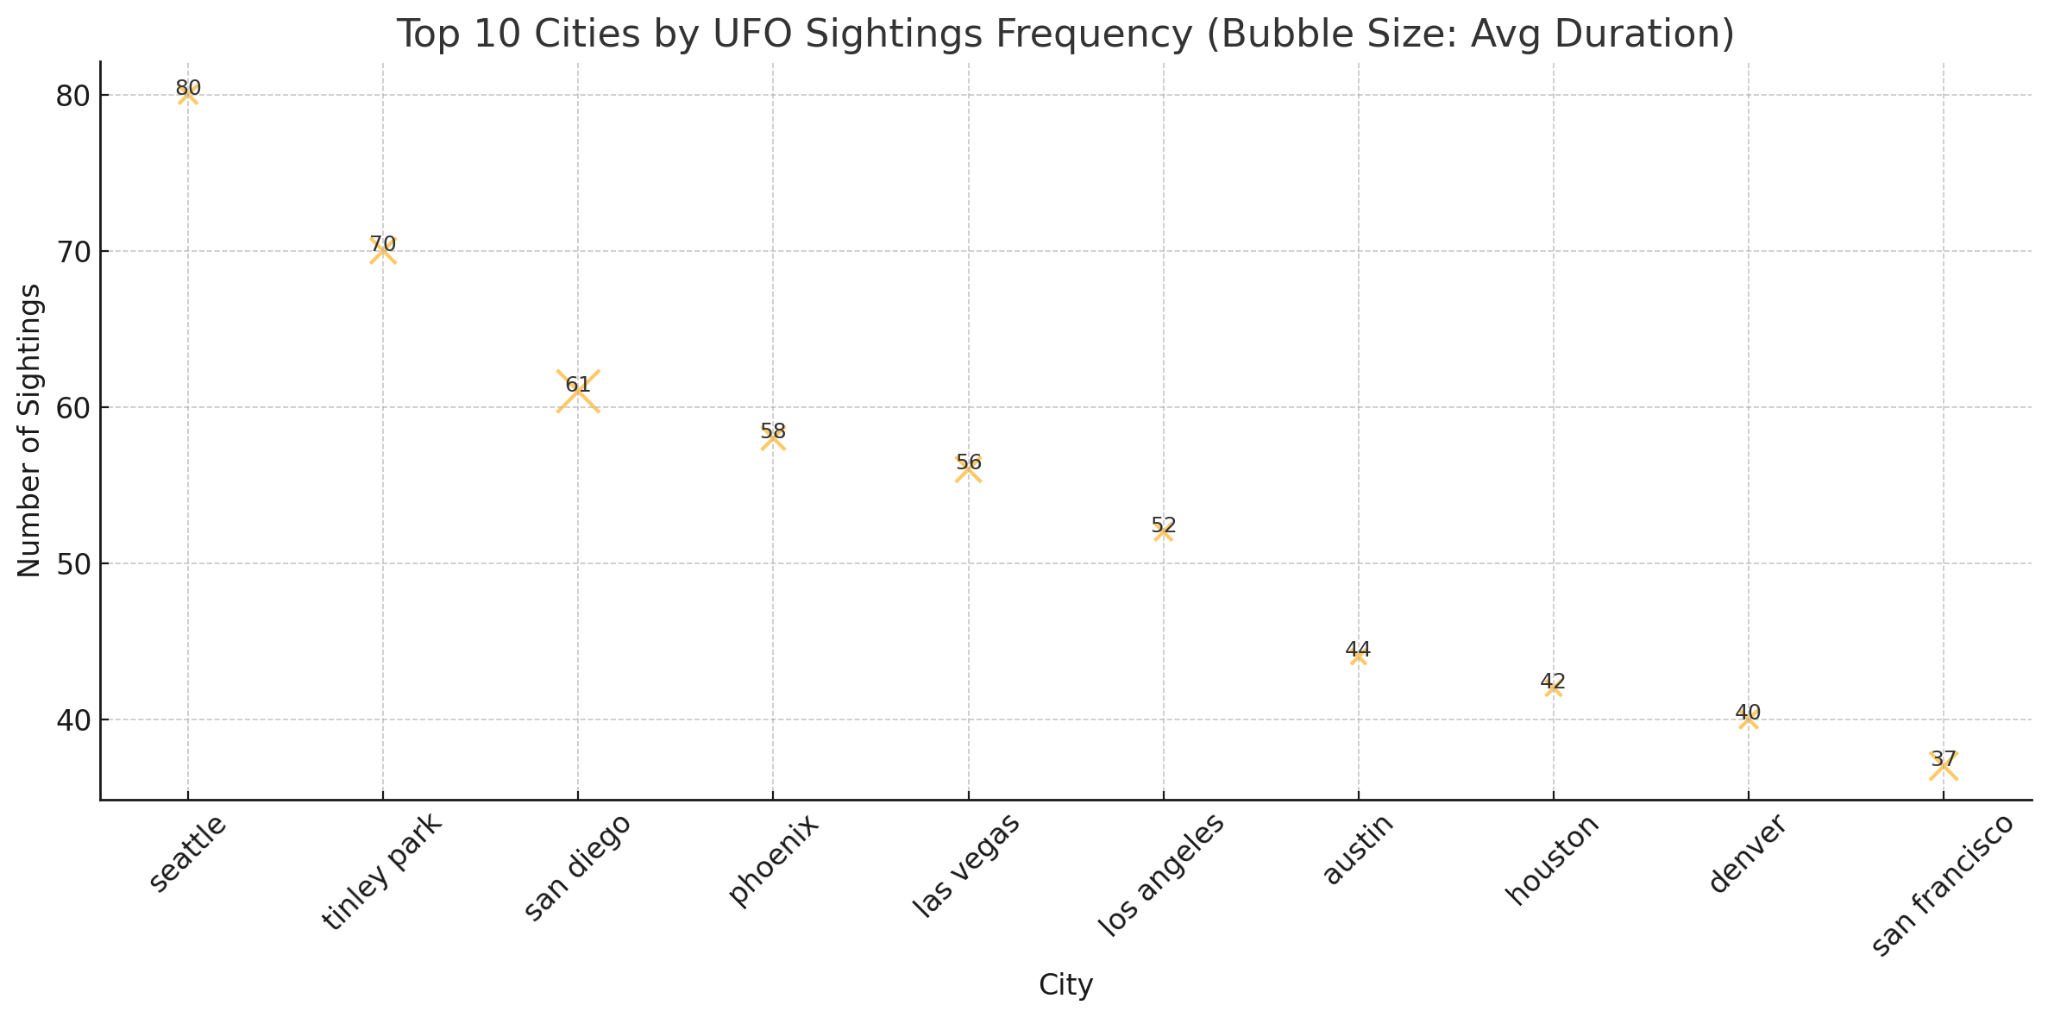 Top 10 Cities by UFO Sightings Frequency (Bubble Size: Avg Duration)
Number of Sightings
80
70
60
50
40
80
70
61
58
56
52
44
42
40
37
seattle
tinley park
san diego
phoenix
las vegas
los angeles
austin
houston
denver
san francisco
City